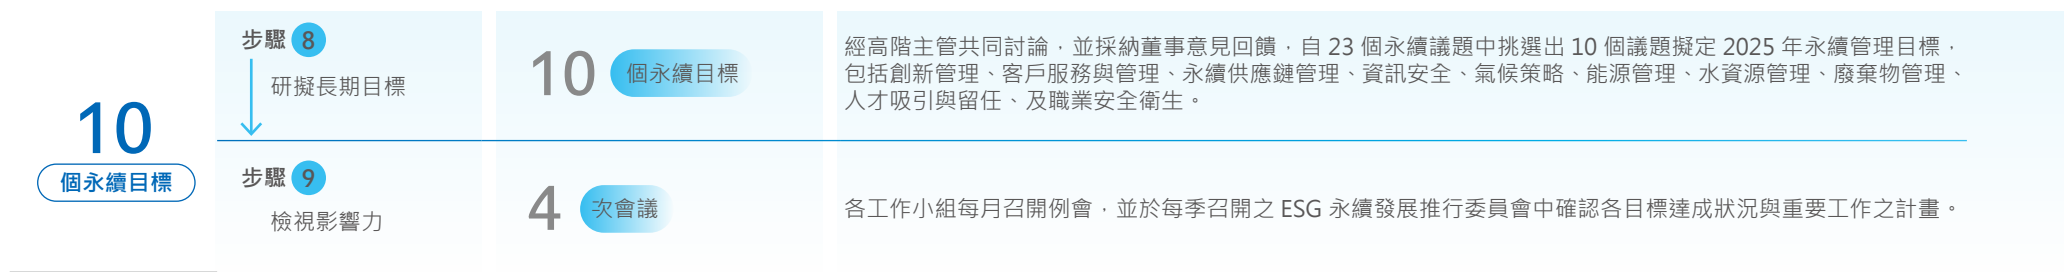 10
個永續目標
步驟 8
研擬長期目標
10 個永續目標
經高階主管共同討論，並採納董事意見回饋，自 23 個永續議題中挑選出 10 個議題擬定 2025 年永續管理目標，
包括創新管理、客戶服務與管理、永續供應鏈管理、資訊安全、氣候策略、能源管理、水資源管理、廢棄物管理、
人才吸引與留任、及職業安全衛生。
步驟 9
檢視影響力
4 次會議
各工作小組每月召開例會，並於每季召開之 ESG 永續發展推行委員會中確認各目標達成狀況與重要工作之計畫。